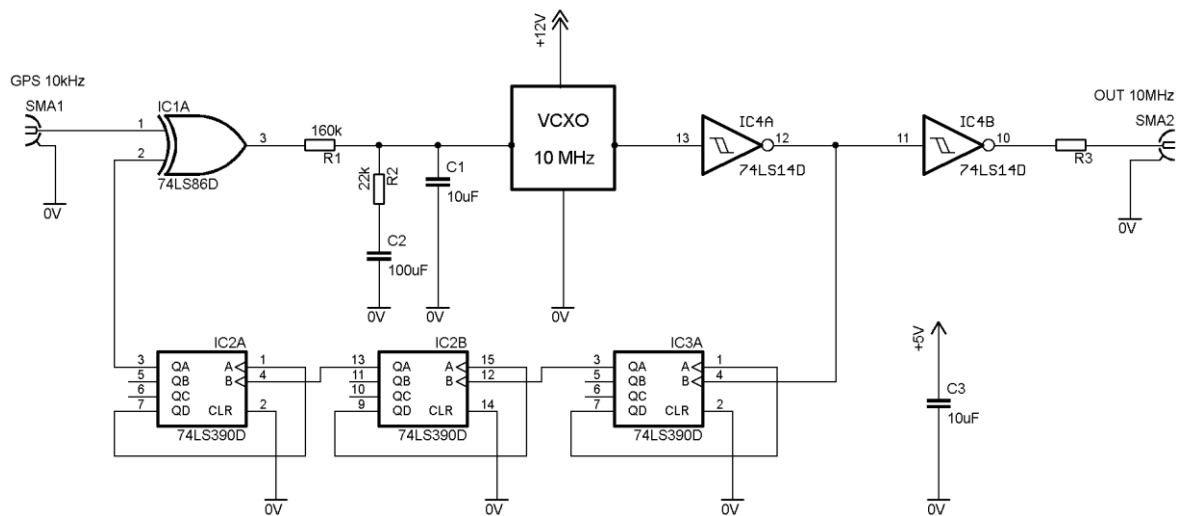 +12V
GPS 10kHz
SMA1
IC1A
1
2
3
74LS86D
0V
160k
R1
22k
R2
C1
10uF
C2
100uF
0V
0V
VCXO
10 MHz
0V
13
IC4A
12
74LS14D
11
IC4B
10
74LS14D
R3
OUT 10MHz
SMA2
0V
IC2A
3 QA A 1
5 QB B 4
6 QC
7 QD CLR 2
74LS390D
0V
IC2B
13 QA A 15
11 QB B 12
10 QC
9 QD CLR 14
74LS390D
0V
IC3A
3 QA A 1
5 QB B 4
6 QC
7 QD CLR 2
74LS390D
0V
+5V
C3
10uF
0V